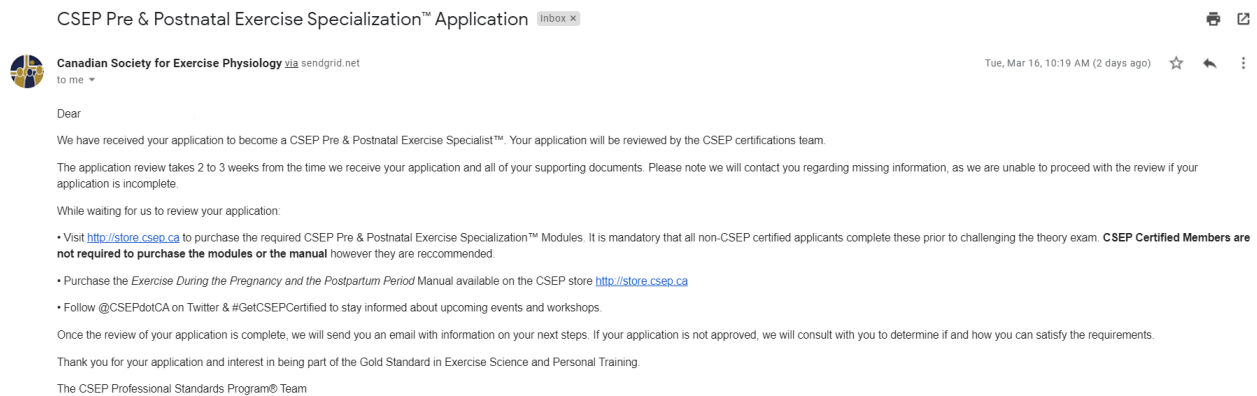 CSEP Pre & Postnatal Exercise Specialization™ Application Inbox ×
Canadian Society for Exercise Physiology via sendgrid.net
Tue, Mar 16, 10:19 AM (2 days ago)
to me
Dear
We have received your application to become a CSEP Pre & Postnatal Exercise Specialist™. Your application will be reviewed by the CSEP certifications team.
The application review takes 2 to 3 weeks from the time we receive your application and all of your supporting documents. Please note we will contact you regarding missing information, as we are unable to proceed with the review if your
application is incomplete.
While waiting for us to review your application:
• Visit http://store.csep.ca to purchase the required CSEP Pre & Postnatal Exercise Specialization™ Modules. It is mandatory that all non-CSEP certified applicants complete these prior to challenging the theory exam. CSEP Certified Members are
not required to purchase the modules or the manual however they are reccommended.
• Purchase the Exercise During the Pregnancy and the Postpartum Period Manual available on the CSEP store http://store.csep.ca
• Follow @CSEPdotCA on Twitter & #GetCSEPCertified to stay informed about upcoming events and workshops.
Once the review of your application is complete, we will send you an email with information on your next steps. If your application is not approved, we will consult with you to determine if and how you can satisfy the requirements.
Thank you for your application and interest in being part of the Gold Standard in Exercise Science and Personal Training.
The CSEP Professional Standards Program® Team